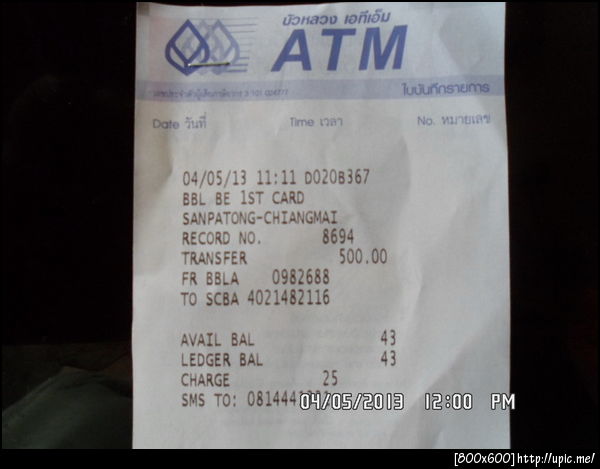 บัวหลวง เอทีเอ็ม
ATM
ใบบันทึกรายการ
Date วันที่ Time เวลา No. หมายเลข
04/05/13 11:11 D020B367
BBL BE 1ST CARD
SANPATONG-CHIANGMAI
RECORD NO. 8694
TRANSFER 500.00
FR BBLA 0982688
TO SCBA 4021482116
AVAIL BAL 43
LEDGER BAL 43
CHARGE 25
SMS TO:
04/05/2013 12:00 PM
[800x600]http://upic.me/